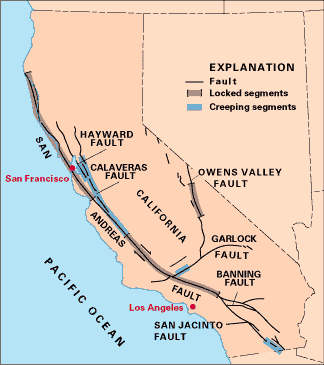 EXPLANATION
Fault
Locked segments
Creeping segments
HAYWARD
FAULT
SAN
CALAVERAS
FAULT
San Francisco
OWENS VALLEY
FAULT
CALIFORNIA
ANDREAS
GARLOCK
FAULT
BANNING
FAULT
FAULT
PACIFIC OCEAN
Los Angeles
SAN JACINTO
FAULT